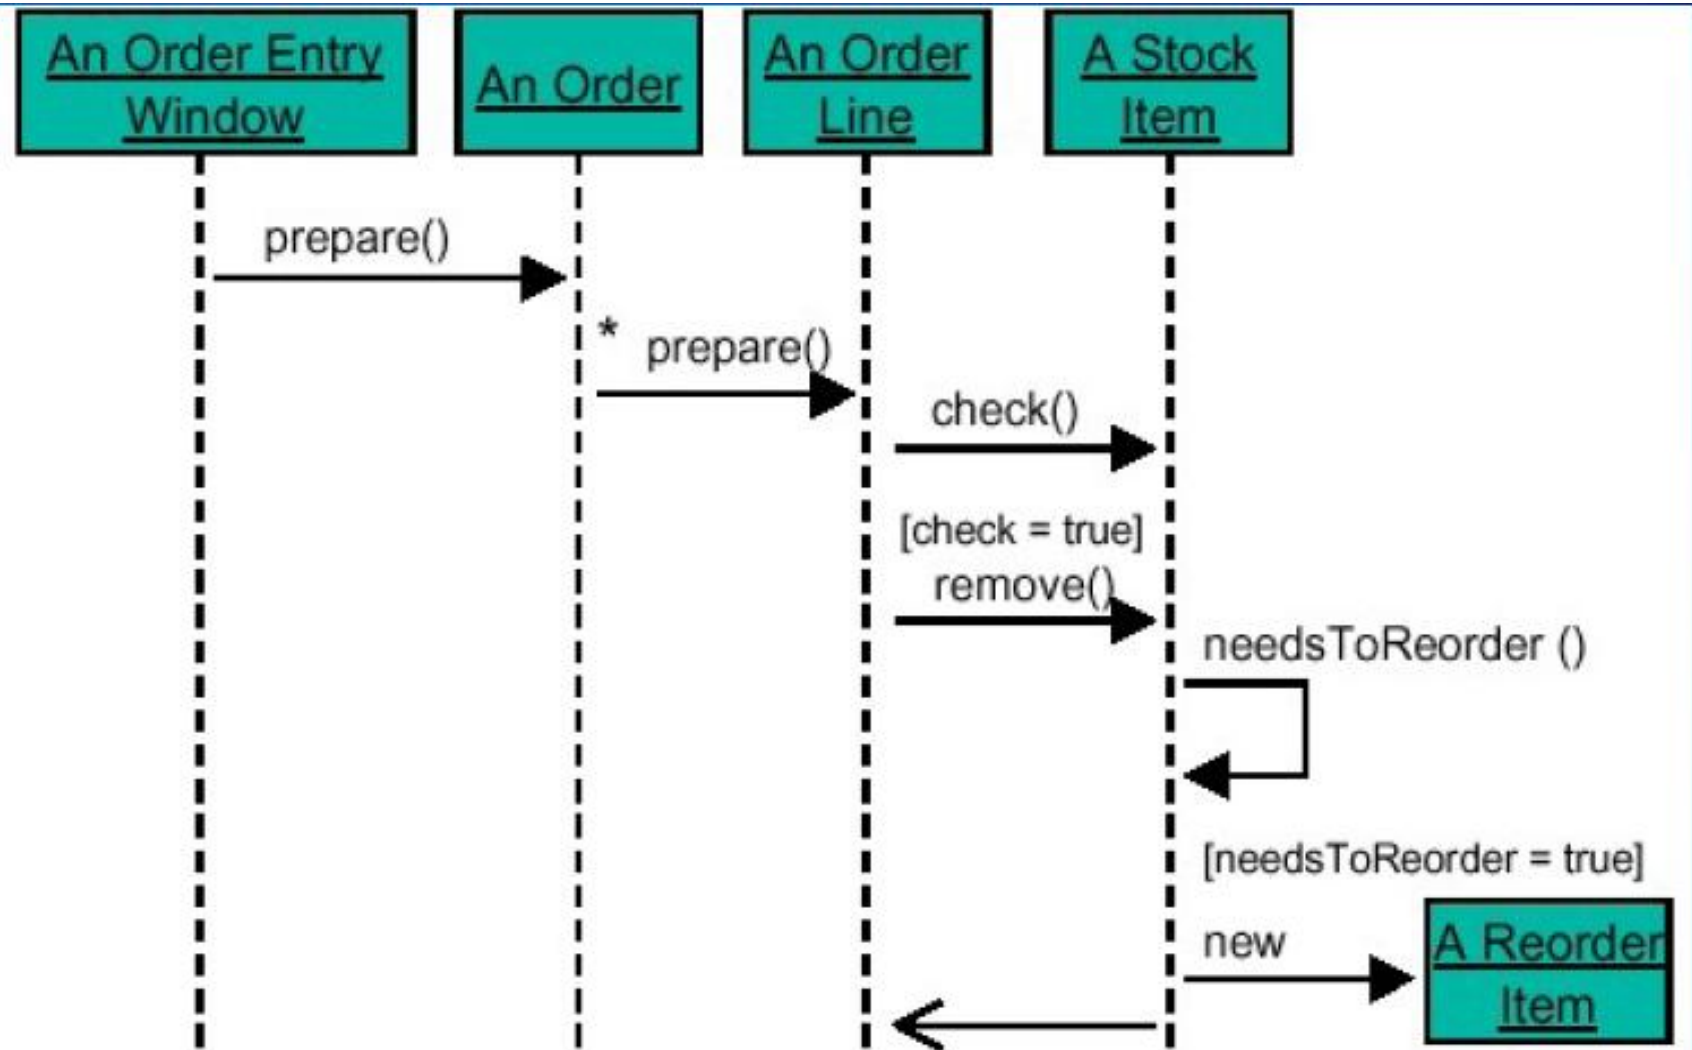 An Order Entry
Window
An Order
An Order
Line
A Stock
Item
prepare()
* prepare()
check()
[check = true]
remove()
needsToReorder ()
[needsToReorder = true]
new
A Reorder
Item